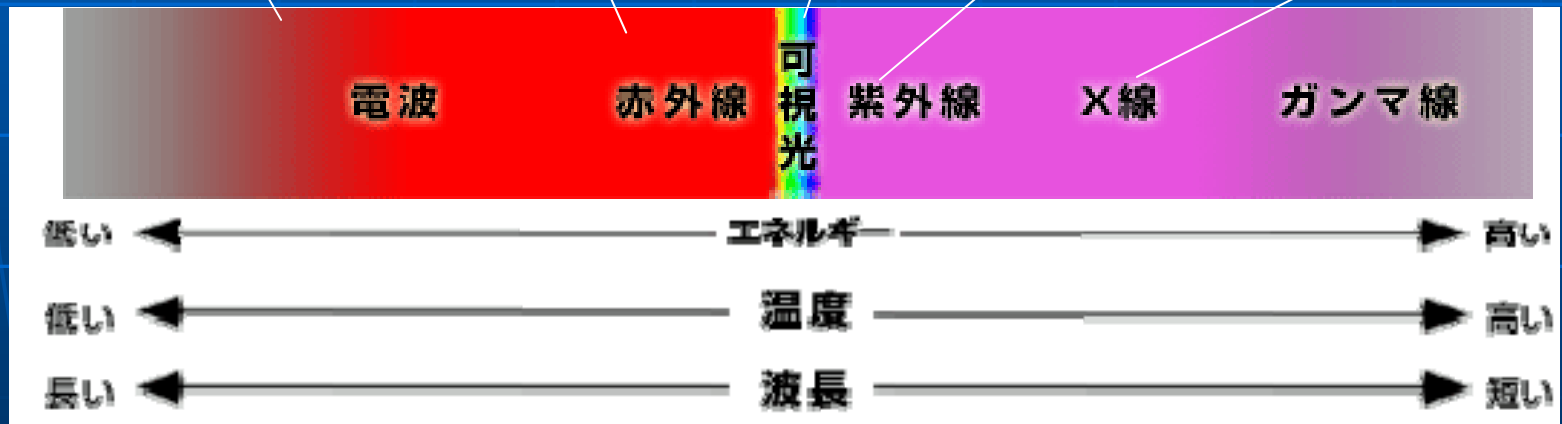 電波 赤外線 可視光 紫外線 X線 ガンマ線
低い エネルギー 高い
低い 温度 高い
長い 波長 短い